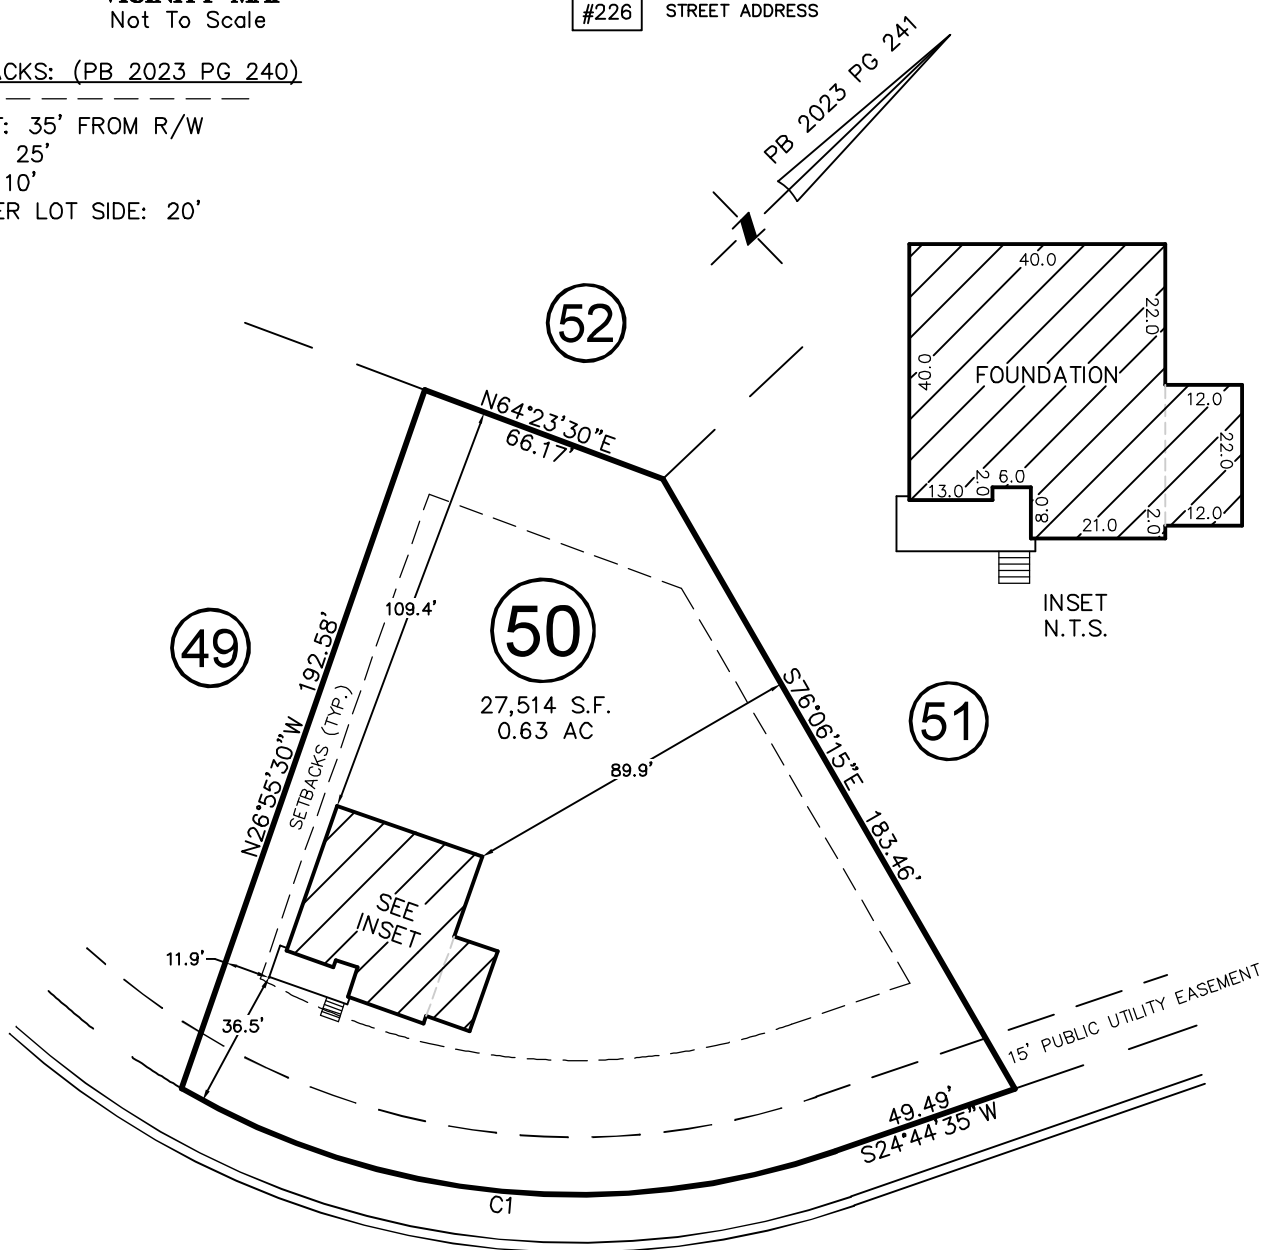 Not To Scale
#226 STREET ADDRESS
ACKS: (PB 2023 PG 240)
T: 35' FROM R/W
25'
10'
ER LOT SIDE: 20'
PB 2023 PG 241
52
N64°23'30"E
66.17'
40.0
22.0
40.0
FOUNDATION
12.0
22.0
13.0
2.0
6.0
8.0
21.0
2.0
12.0
INSET
N.T.S.
109.4'
50
27,514 S.F.
0.63 AC
49
N26°55'30"W 192.58'
SETBACKS (TYP.)
51
S76°06'15"E 183.46'
89.9'
SEE
INSET
11.9'
36.5'
15' PUBLIC UTILITY EASEMENT
49.49'
S24°44'35"W
C1